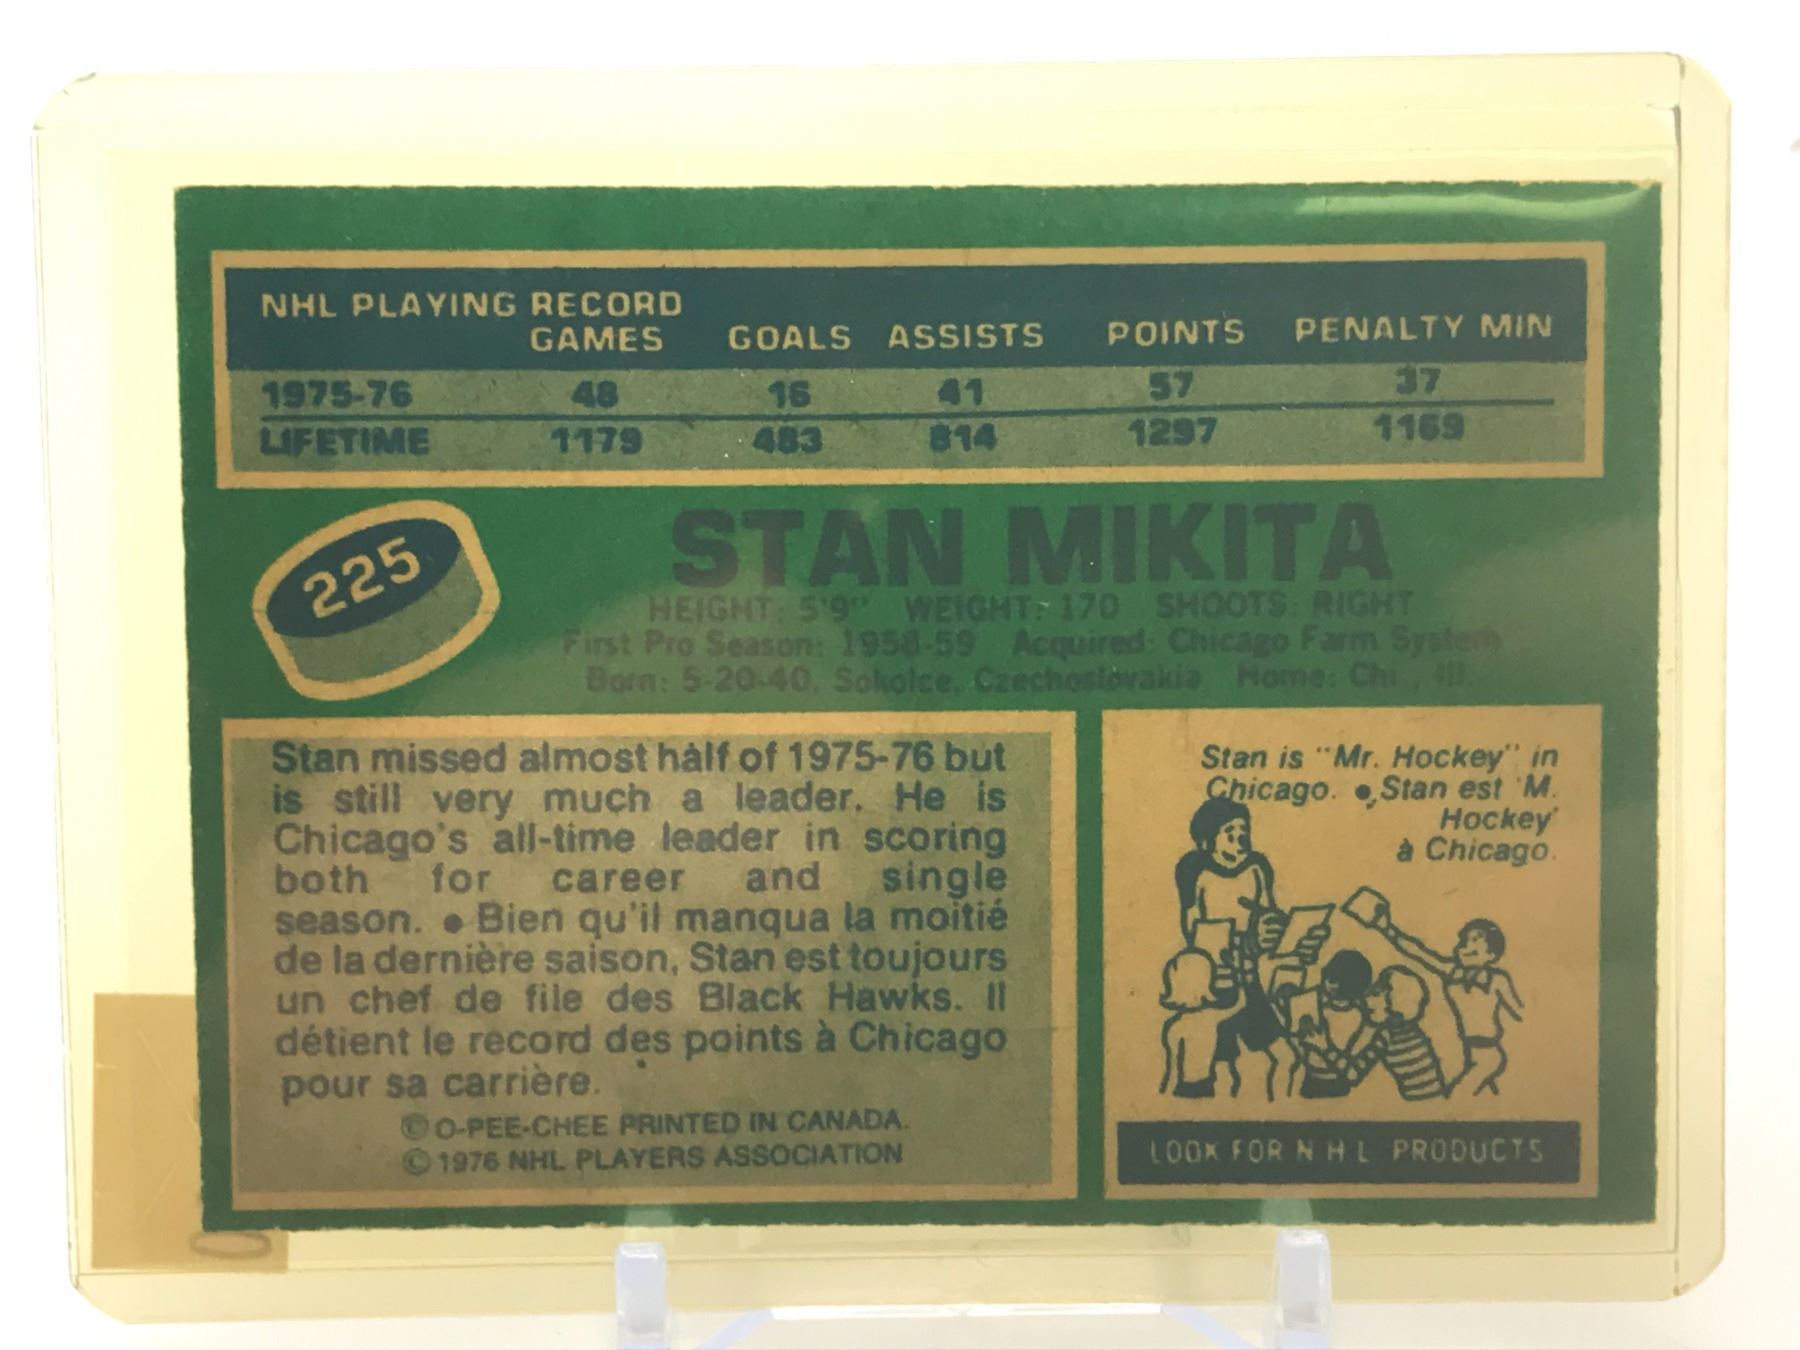 NHL PLAYING RECORD
GAMES GOALS ASSISTS POINTS PENALTY MIN
1975-76 48 16 41 57 37
LIFETIME 1179 483 814 1297 1169
225
STAN MIKITA
HEIGHT: 5'9" WEIGHT: 170 SHOOTS: RIGHT
First Pro Season: 1958-59 Acquired: Chicago Farm System
Born: 5-20-40, Sokolce, Czechoslovakia Home: Chi., Ill.
Stan missed almost half of 1975-76 but
is still very much a leader. He is
Chicago's all-time leader in scoring
both for career and single
season. • Bien qu'il manqua la moitié
de la dernière saison, Stan est toujours
un chef de file des Black Hawks. Il
détient le record des points à Chicago
pour sa carrière.
© O-PEE-CHEE PRINTED IN CANADA.
© 1976 NHL PLAYERS ASSOCIATION
Stan is "Mr. Hockey" in
Chicago. • Stan est 'M.
Hockey'
à Chicago.
LOOK FOR N H L PRODUCTS